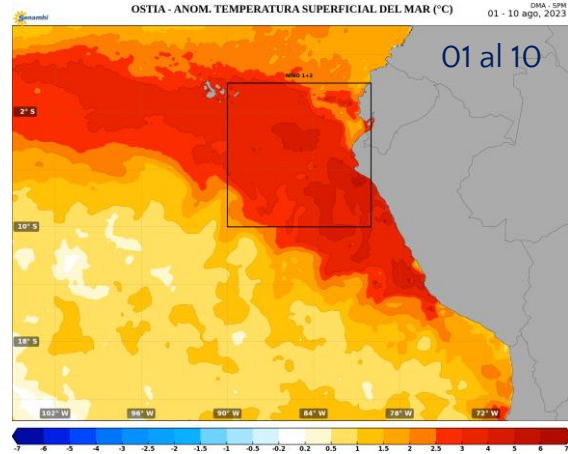 OSTIA - ANOM. TEMPERATURA SUPERFICIAL DEL MAR (°C)
DMA - SPM
01 - 10 ago, 2023
Senamhi
01 al 10
NIÑO 1+2
2° S
10° S
18° S
102° W 96° W 90° W 84° W 78° W 72° W
-7 -6 -5 -4 -3 -2.5 -2 -1.5 -1 -0.5 -0.2 0.2 0.5 1 1.5 2 2.5 3 4 5 6 7